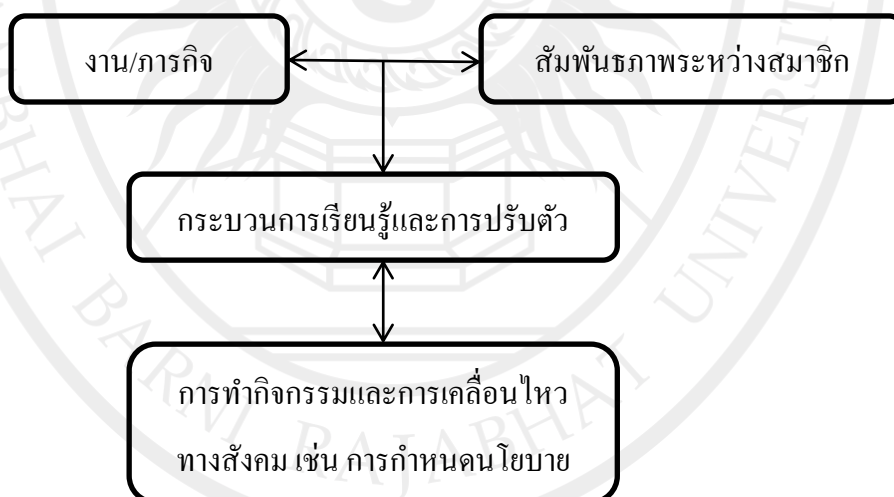 งาน/ภารกิจ
สัมพันธภาพระหว่างสมาชิก
กระบวนการเรียนรู้และการปรับตัว
การทำกิจกรรมและการเคลื่อนไหว
ทางสังคม เช่น การกำหนดนโยบาย
BARNI RAJABHAT UNIVERSI